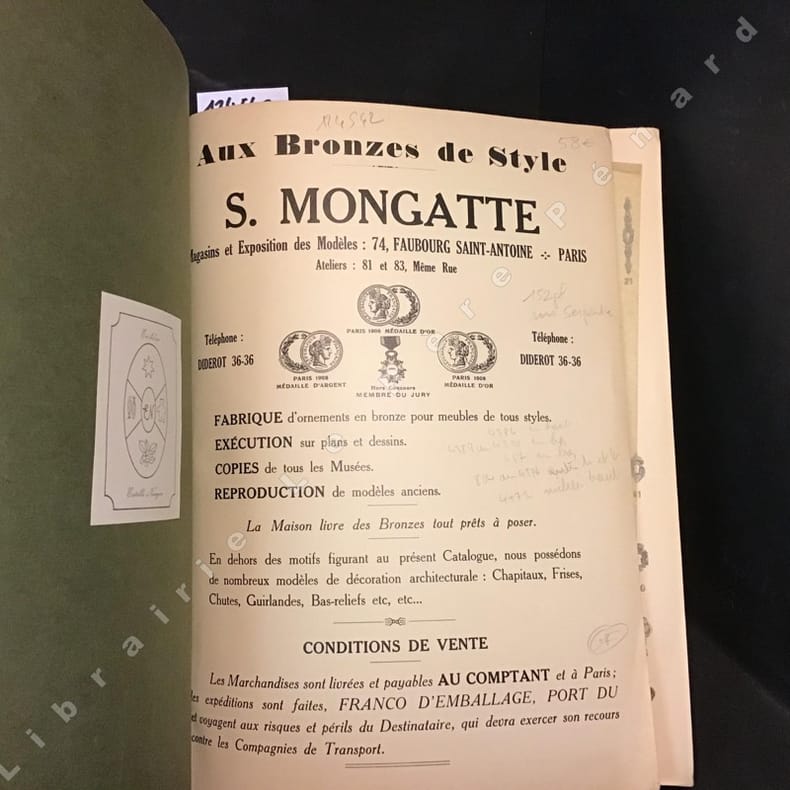 114542
58€
Aux Bronzes de Style
S. MONGATTE
Magasins et Exposition des Modèles : 74, FAUBOURG SAINT-ANTOINE PARIS
Ateliers : 81 et 83, Même Rue
PARIS 1906 MÉDAILLE D'OR
Téléphone :
DIDEROT 36-36
PARIS 1908
MÉDAILLE D'ARGENT
Hors Concours
MEMBRE DU JURY
PARIS 1908
MÉDAILLE D'OR
Téléphone :
DIDEROT 36-36
FABRIQUE d'ornements en bronze pour meubles de tous styles.
EXÉCUTION sur plans et dessins.
COPIES de tous les Musées.
REPRODUCTION de modèles anciens.
La Maison livre des Bronzes tout prêts à poser.
En dehors des motifs figurant au présent Catalogue, nous possédons
de nombreux modèles de décoration architecturale : Chapitaux, Frises,
Chutes, Guirlandes, Bas-reliefs etc, etc...
CONDITIONS DE VENTE
Les Marchandises sont livrées et payables AU COMPTANT et à Paris ;
les expéditions sont faites, FRANCO D'EMBALLAGE, PORT DU
et voyagent aux risques et périls du Destinataire, qui devra exercer son recours
contre les Compagnies de Transport.
21
Librairie Le Père Pénard